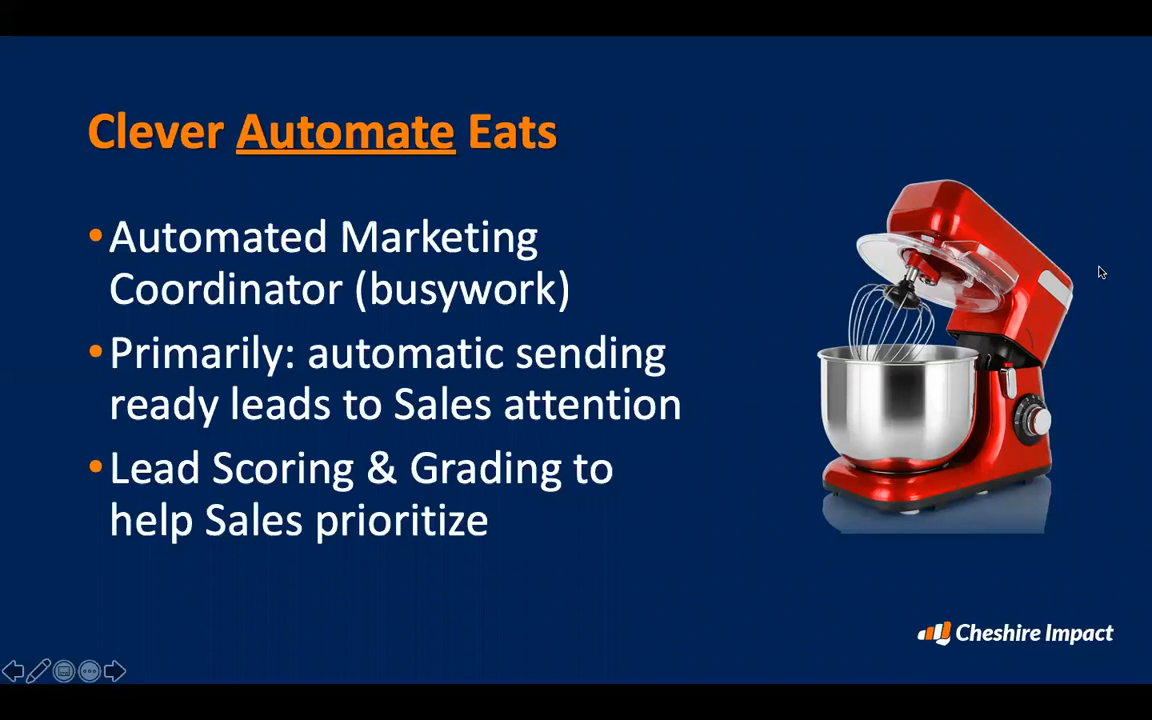 Clever Automate Eats
•Automated Marketing
Coordinator (busywork)
•Primarily: automatic sending
ready leads to Sales attention
•Lead Scoring & Grading to
help Sales prioritize
Cheshire Impact